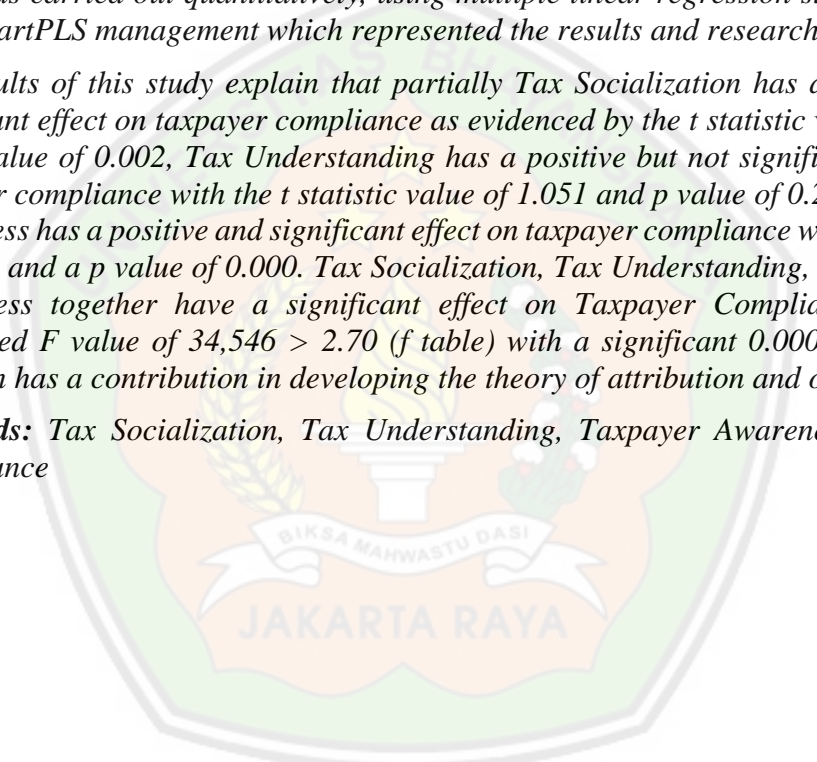 as carried out quantitatively, using multiple linear regression s
artPLS management which represented the results and research
ults of this study explain that partially Tax Socialization has a
ant effect on taxpayer compliance as evidenced by the t statistic v
alue of 0.002, Tax Understanding has a positive but not signifi
r compliance with the t statistic value of 1.051 and p value of 0.2
ess has a positive and significant effect on taxpayer compliance w
and a p value of 0.000. Tax Socialization, Tax Understanding,
ess together have a significant effect on Taxpayer Complia
ed F value of 34,546 > 2.70 (f table) with a significant 0.000
n has a contribution in developing the theory of attribution and o
ds: Tax Socialization, Tax Understanding, Taxpayer Awaren
ance
UNIVERSITAS BHAYANGKARA
BIKSA MAHWASTU DASI
JAKARTA RAYA